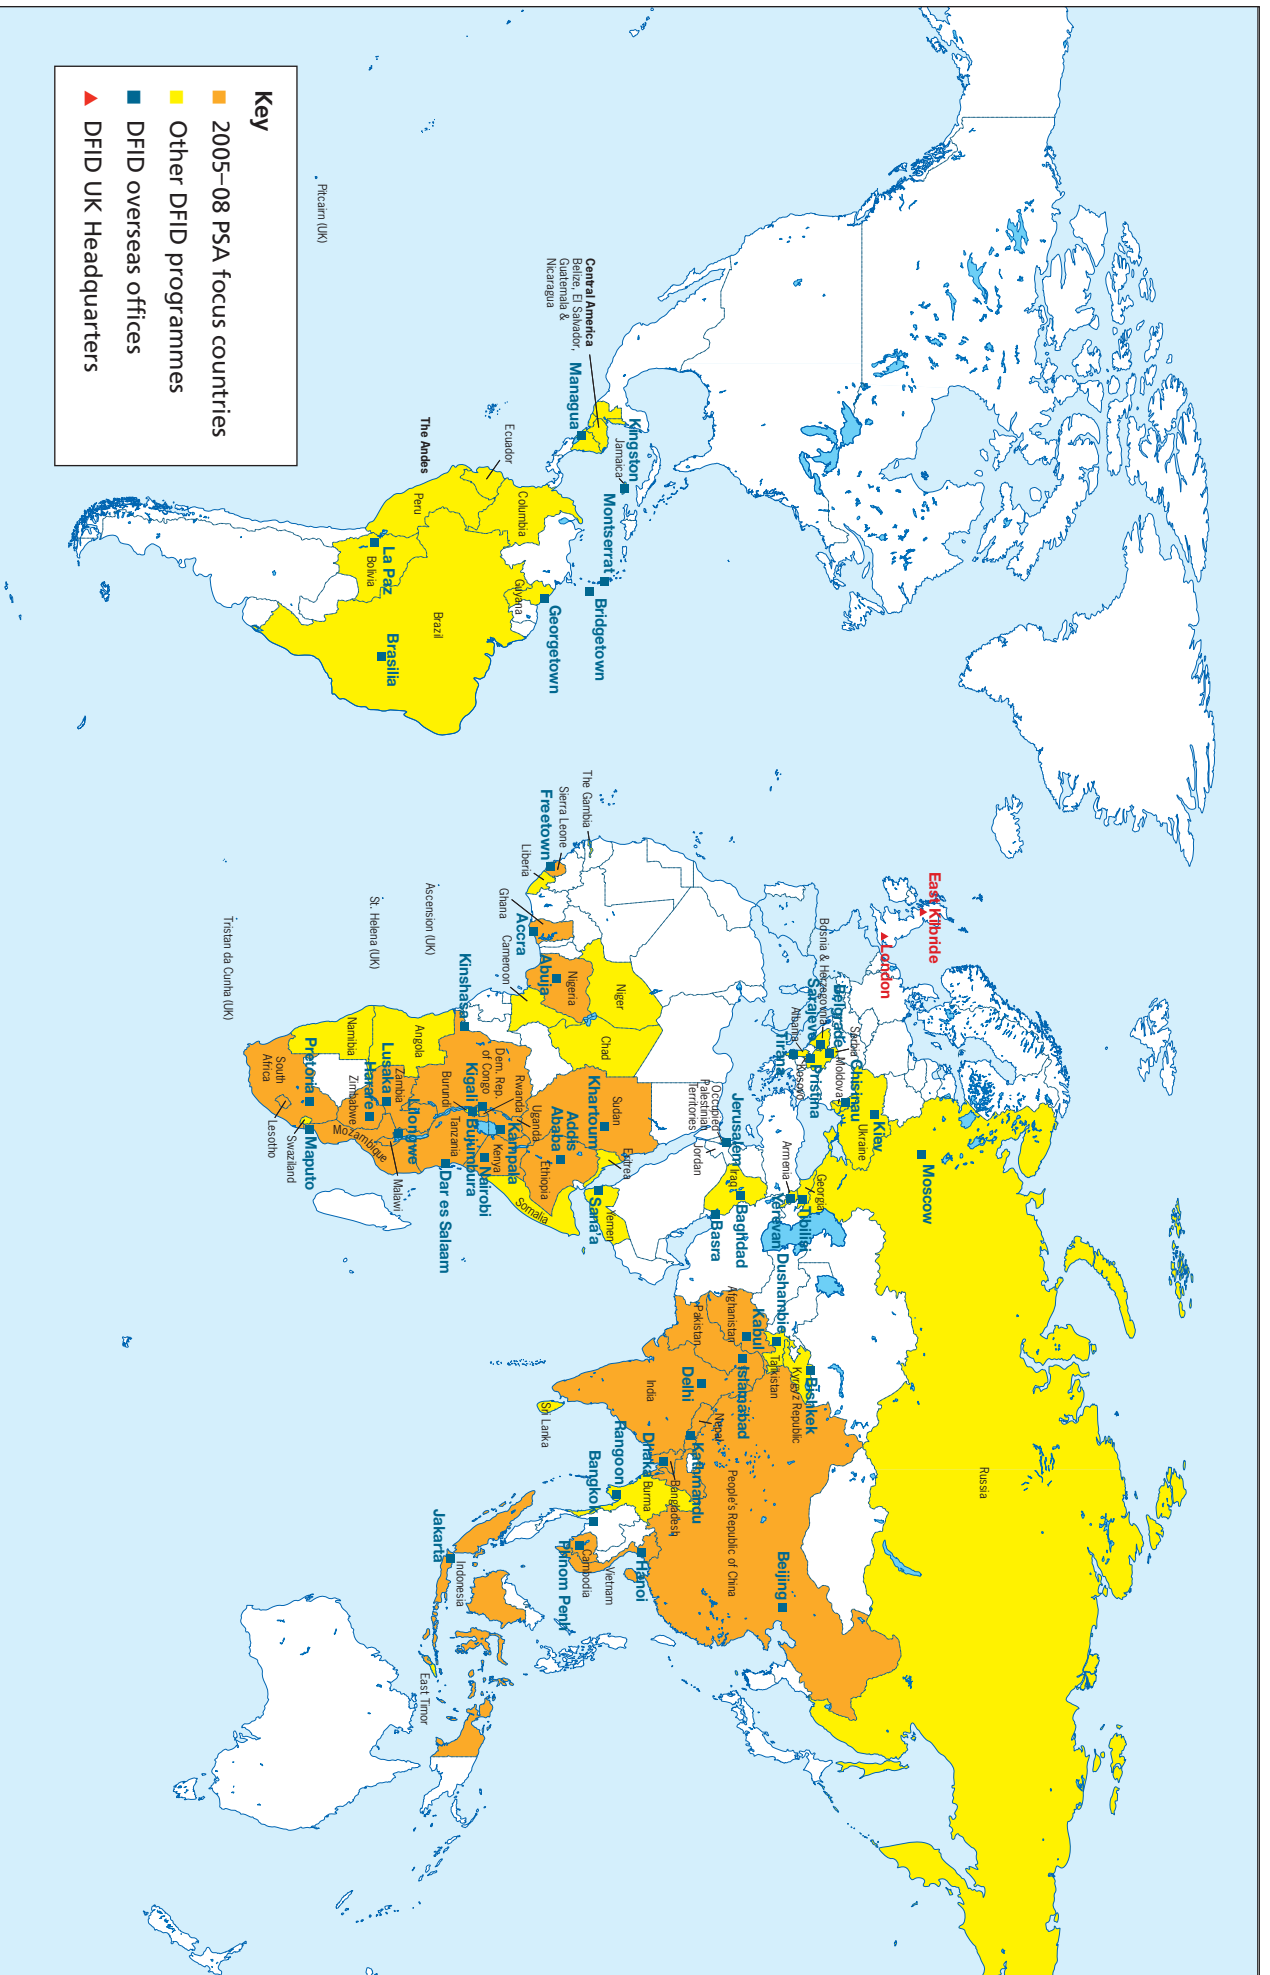 Key
2005–08 PSA focus countries
Other DFID programmes
DFID overseas offices
DFID UK Headquarters
Pitcairn (UK)
Central America
Belize, El Salvador,
Guatemala &
Nicaragua
Managua
Kingston
Jamaica
Montserrat
Bridgetown
Georgetown
Guyana
Columbia
Ecuador
The Andes
Peru
La Paz
Bolivia
Brazil
Brasilia
East Kilbride
London
The Gambia
Sierra Leone
Freetown
Liberia
Ghana
Accra
Cameroon
Abuja
Nigeria
Niger
Chad
Ascension (UK)
St. Helena (UK)
Tristan da Cunha (UK)
Kinshasa
Angola
Namibia
Dem. Rep.
of Congo
Rwanda
Uganda
Burundi
Kigali
Bujumbura
Kampala
Kenya
Nairobi
Tanzania
Dar es Salaam
Zambia
Lusaka
Harare
Zimbabwe
Lilongwe
Malawi
Mozambique
Maputo
Pretoria
South
Africa
Swaziland
Lesotho
Khartoum
Sudan
Addis
Ababa
Ethiopia
Eritrea
Somalia
Sana'a
Yemen
Bosnia & Herzegovina
Sarajevo
Belgrade
Serbia
Albania
Tirana
Kosovo
Pristina
Moldova
Chisinau
Kiev
Ukraine
Moscow
Russia
Armenia
Yerevan
Georgia
Tbilisi
Occupied
Palestinian
Territories
Jerusalem
Jordan
Iraq
Baghdad
Basra
Dushambie
Tajikistan
Bishkek
Kyrgyz Republic
Afghanistan
Kabul
Pakistan
Islamabad
Delhi
India
Nepal
Kathmandu
Sri Lanka
Dhaka
Bangladesh
Rangoon
Burma
Bangkok
People's Republic of China
Beijing
Hanoi
Vietnam
Cambodia
Phnom Penh
Jakarta
Indonesia
East Timor